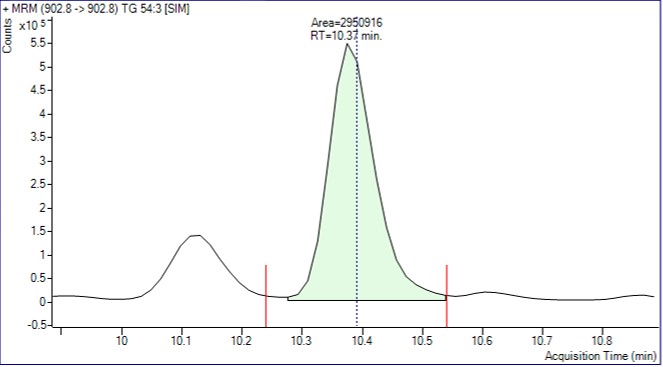 + MRM (902.8 -> 902.8) TG 54:3 [SIM]
Counts
x10 5
Area=2950916
RT=10.37 min.
5.5
5
4.5
4
3.5
3
2.5
2
1.5
1
0.5
0
-0.5
10 10.1 10.2 10.3 10.4 10.5 10.6 10.7 10.8
Acquisition Time (min)